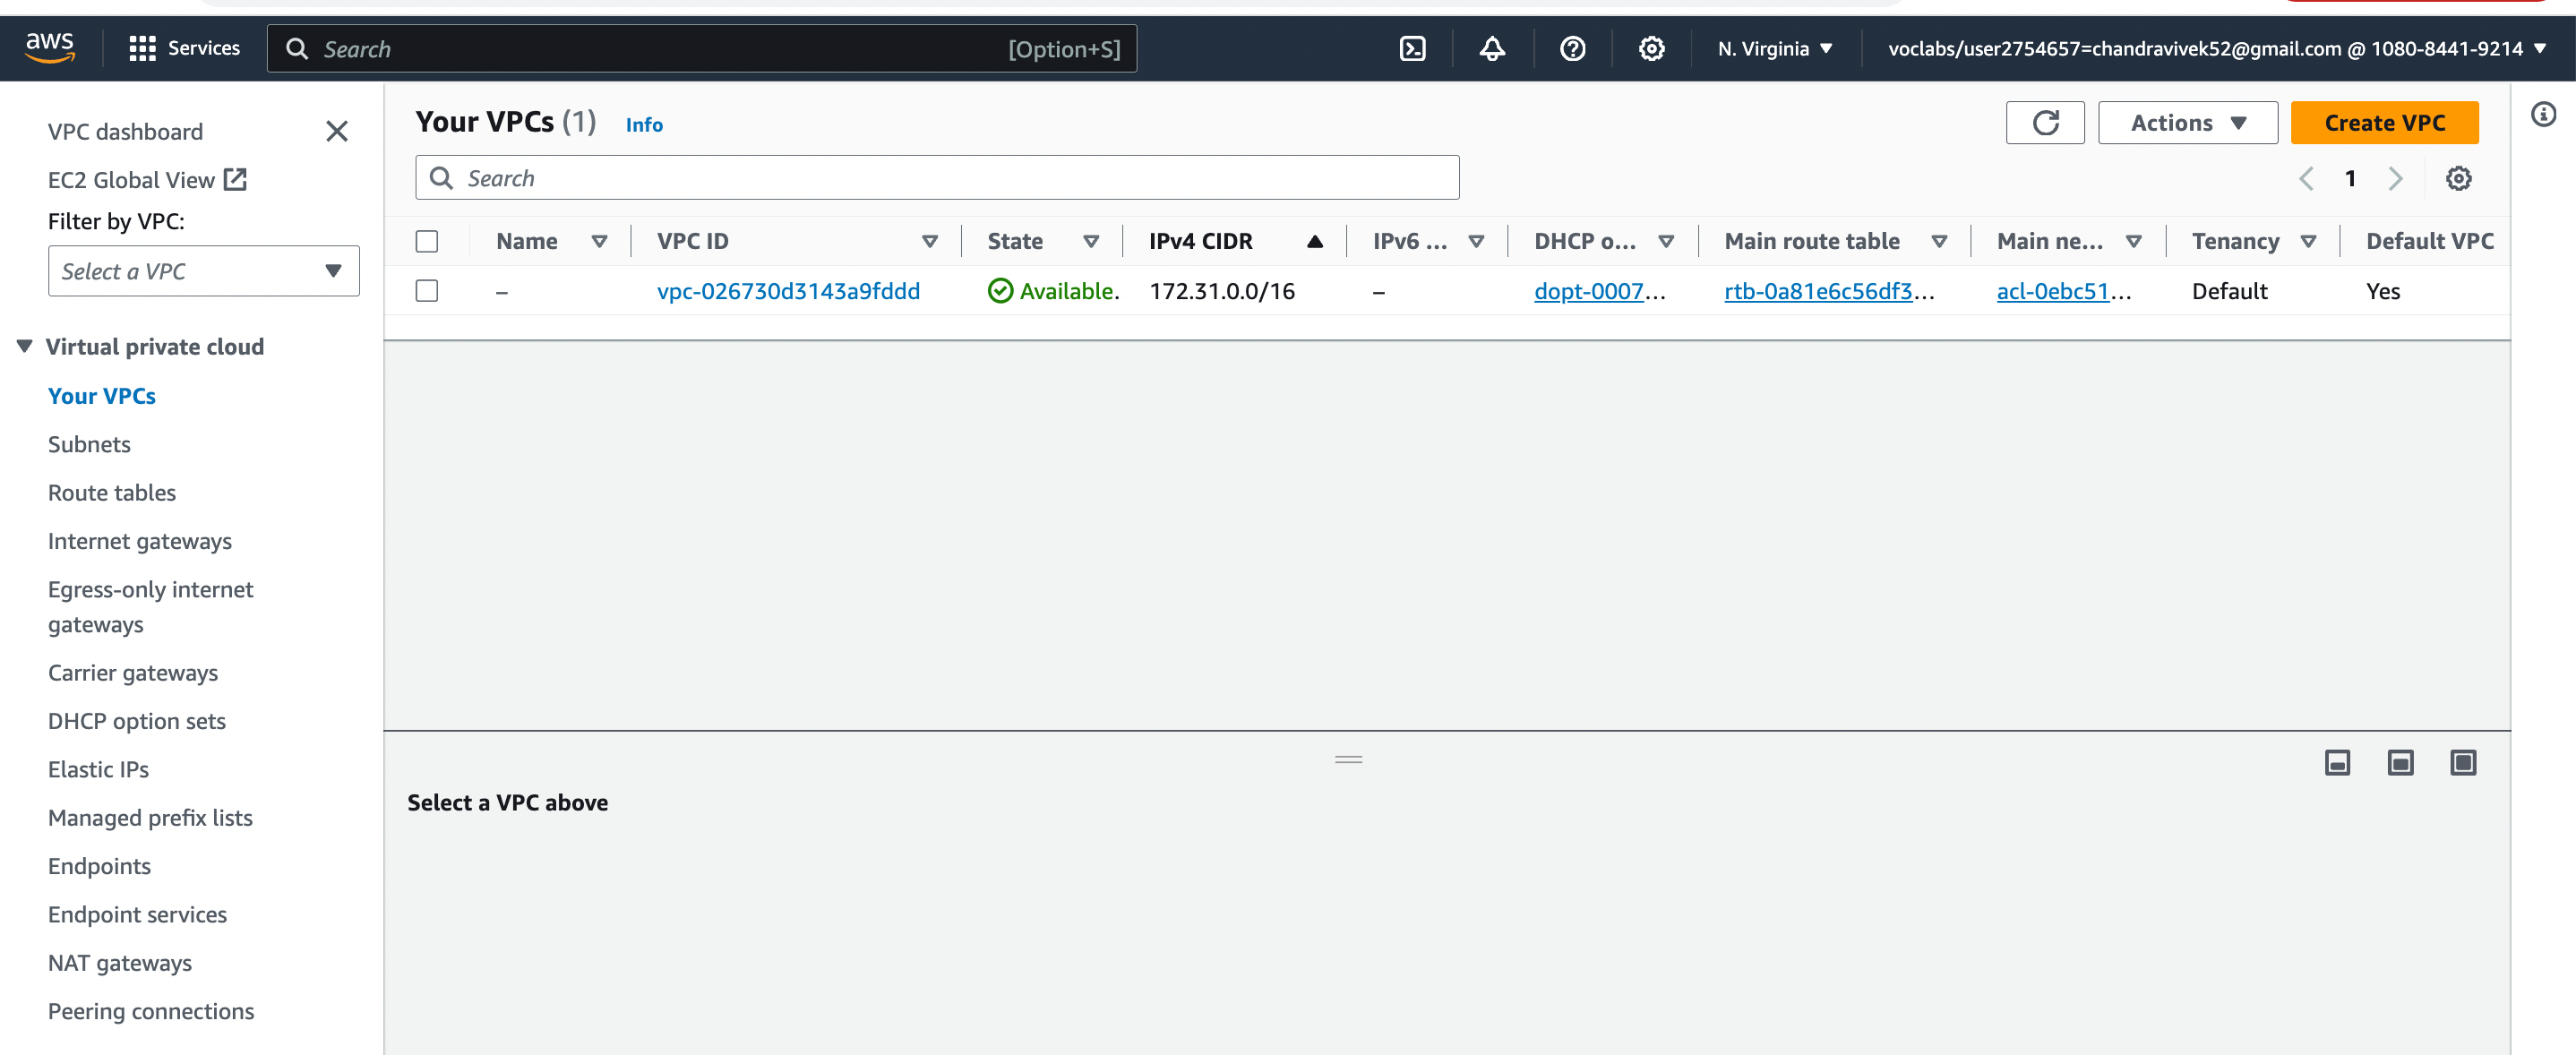 aws Services Search [Option+S] N. Virginia voclabs/user2754657=chandravivek52@gmail.com @ 1080-8441-9214
VPC dashboard
EC2 Global View
Filter by VPC:
Select a VPC
Virtual private cloud
Your VPCs
Subnets
Route tables
Internet gateways
Egress-only internet
gateways
Carrier gateways
DHCP option sets
Elastic IPs
Managed prefix lists
Endpoints
Endpoint services
NAT gateways
Peering connections
Your VPCs (1) Info Actions Create VPC
Search 1
Name VPC ID State IPv4 CIDR IPv6 ... DHCP o... Main route table Main ne... Tenancy Default VPC
– vpc-026730d3143a9fddd Available. 172.31.0.0/16 – dopt-0007... rtb-0a81e6c56df3... acl-0ebc51... Default Yes
Select a VPC above